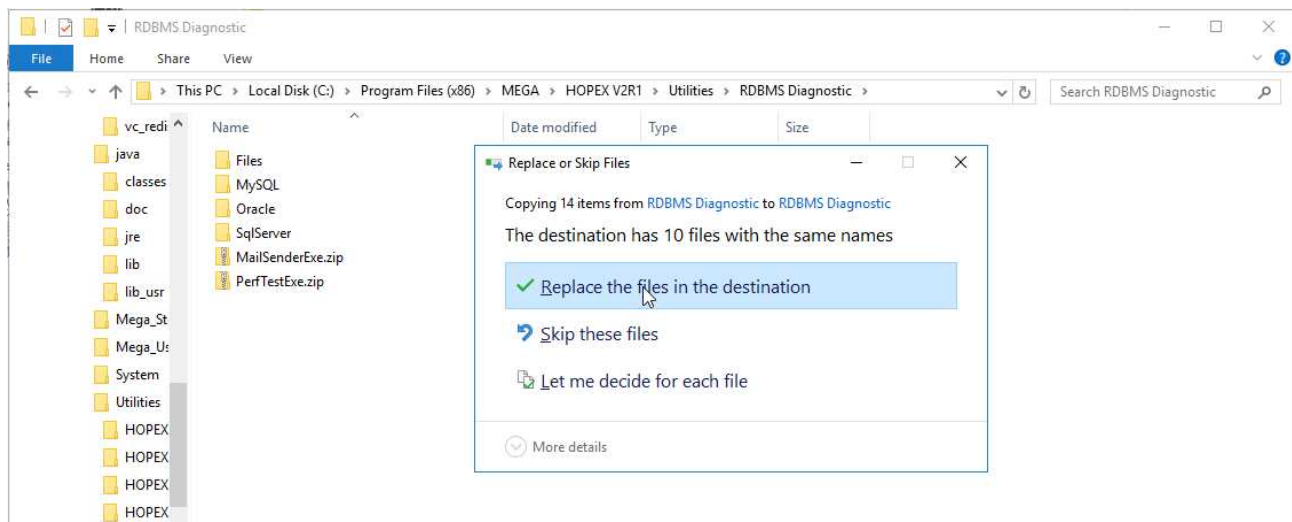 RDBMS Diagnostic
File Home Share View
This PC > Local Disk (C:) > Program Files (x86) > MEGA > HOPEX V2R1 > Utilities > RDBMS Diagnostic >
Search RDBMS Diagnostic
vc_redi
java
classes
doc
jre
lib
lib_usr
Mega_St
Mega_Us
System
Utilities
HOPEX
HOPEX
HOPEX
HOPEX
Name Date modified Type Size
Files
MySQL
Oracle
SqlServer
MailSenderExe.zip
PerfTestExe.zip
Replace or Skip Files
Copying 14 items from RDBMS Diagnostic to RDBMS Diagnostic
The destination has 10 files with the same names
Replace the files in the destination
Skip these files
Let me decide for each file
More details